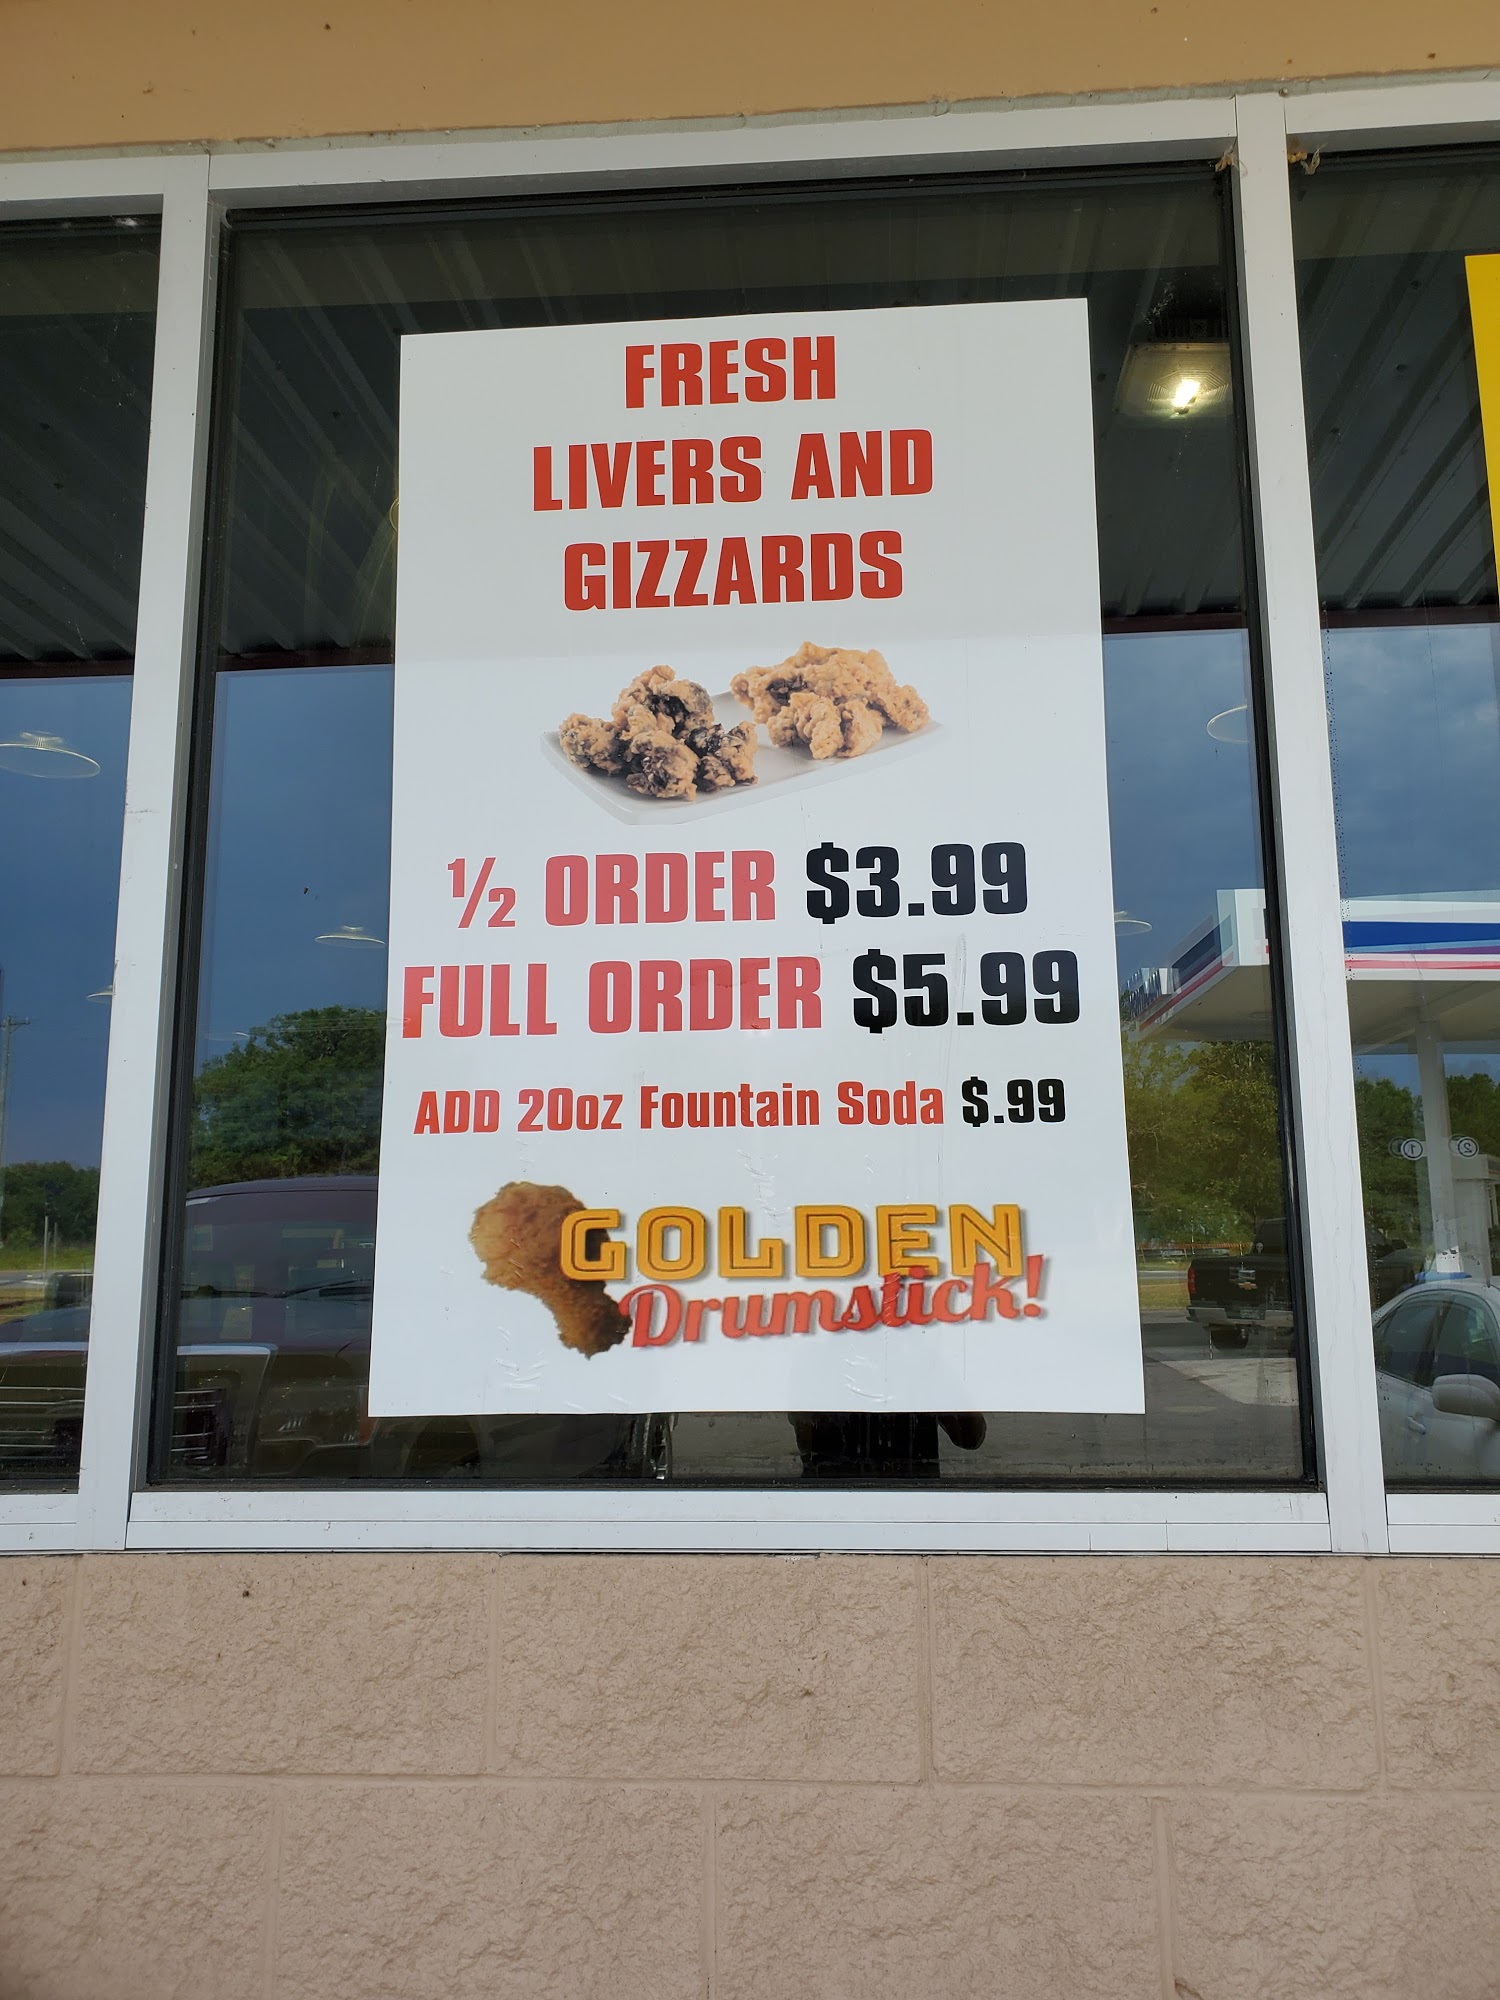 FRESH
LIVERS AND
GIZZARDS
½ ORDER $3.99
FULL ORDER $5.99
ADD 20oz Fountain Soda $.99
GOLDEN
Drumstick!